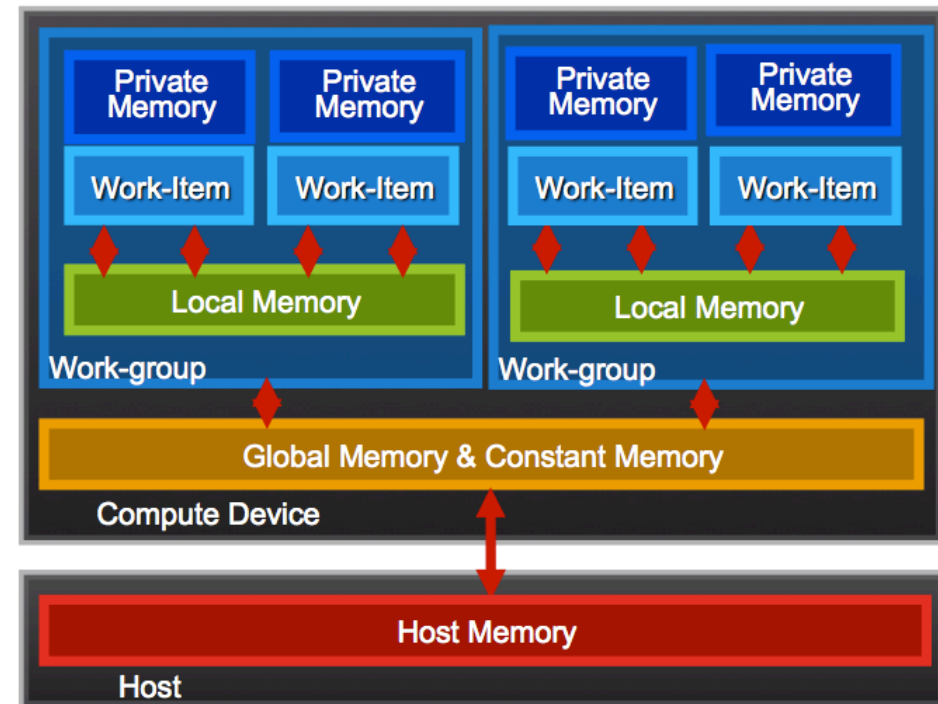 Private
Memory
Private
Memory
Private
Memory
Private
Memory
Work-Item
Work-Item
Work-Item
Work-Item
Local Memory
Local Memory
Work-group
Work-group
Global Memory & Constant Memory
Compute Device
Host Memory
Host